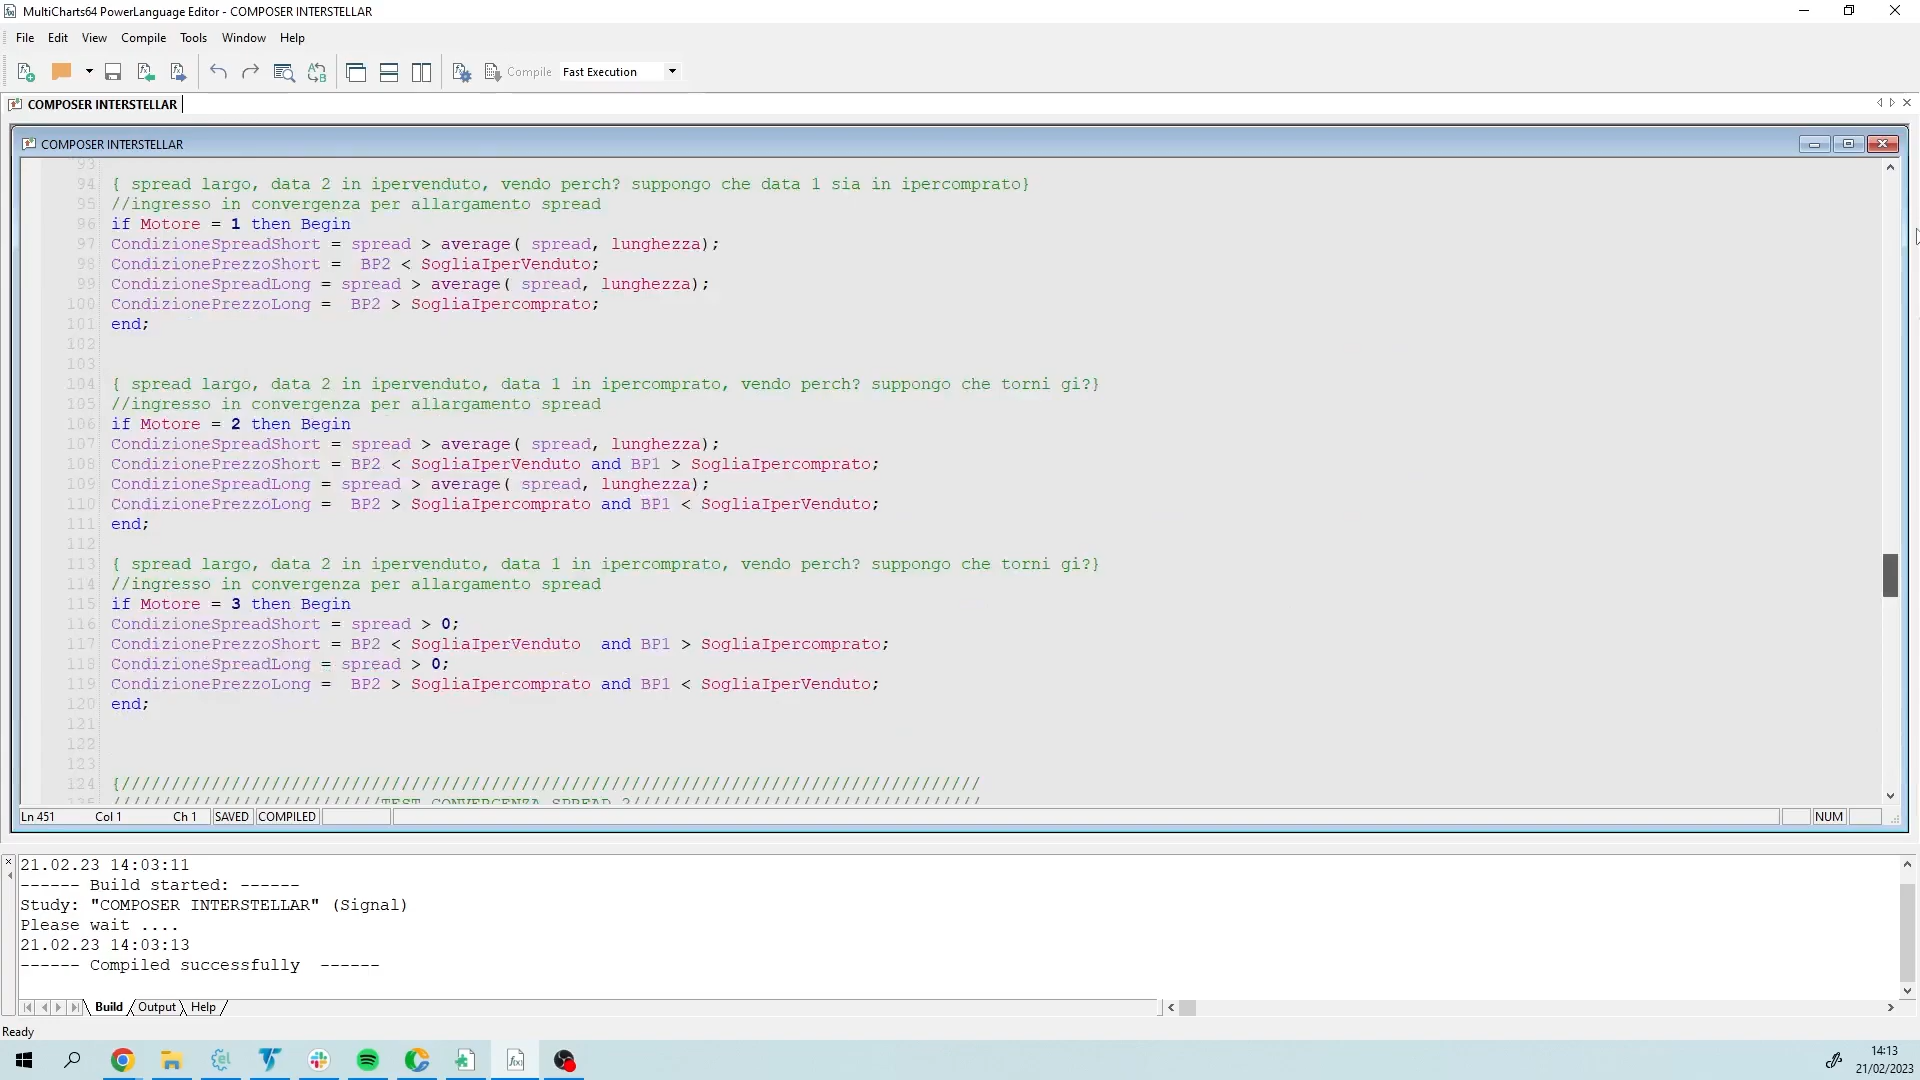 MultiCharts64 PowerLanguage Editor - COMPOSER INTERSTELLAR
File Edit View Compile Tools Window Help
Compile Fast Execution
COMPOSER INTERSTELLAR
COMPOSER INTERSTELLAR
93
94 { spread largo, data 2 in ipervenduto, vendo perch? suppongo che data 1 sia in ipercomprato}
95 //ingresso in convergenza per allargamento spread
96 if Motore = 1 then Begin
97 CondizioneSpreadShort = spread > average( spread, lunghezza);
98 CondizionePrezzoShort =  BP2 < SogliaIperVenduto;
99 CondizioneSpreadLong = spread > average( spread, lunghezza);
100 CondizionePrezzoLong =  BP2 > SogliaIpercomprato;
101 end;
102
103
104 { spread largo, data 2 in ipervenduto, data 1 in ipercomprato, vendo perch? suppongo che torni gi?}
105 //ingresso in convergenza per allargamento spread
106 if Motore = 2 then Begin
107 CondizioneSpreadShort = spread > average( spread, lunghezza);
108 CondizionePrezzoShort = BP2 < SogliaIperVenduto and BP1 > SogliaIpercomprato;
109 CondizioneSpreadLong = spread > average( spread, lunghezza);
110 CondizionePrezzoLong =  BP2 > SogliaIpercomprato and BP1 < SogliaIperVenduto;
111 end;
112
113 { spread largo, data 2 in ipervenduto, data 1 in ipercomprato, vendo perch? suppongo che torni gi?}
114 //ingresso in convergenza per allargamento spread
115 if Motore = 3 then Begin
116 CondizioneSpreadShort = spread > 0;
117 CondizionePrezzoShort = BP2 < SogliaIperVenduto  and BP1 > SogliaIpercomprato;
118 CondizioneSpreadLong = spread > 0;
119 CondizionePrezzoLong =  BP2 > SogliaIpercomprato and BP1 < SogliaIperVenduto;
120 end;
121
122
123
124 {//////////////////////////////////////////////////////////////////////////////////////
///////////////////////////TEST CONVERGENZA SPREAD 2///////////////////////////////////
Ln 451 Col 1 Ch 1 SAVED COMPILED NUM
21.02.23 14:03:11
------ Build started: ------
Study: "COMPOSER INTERSTELLAR" (Signal)
Please wait ....
21.02.23 14:03:13
------ Compiled successfully  ------
Build Output Help
Ready
14:13
21/02/2023